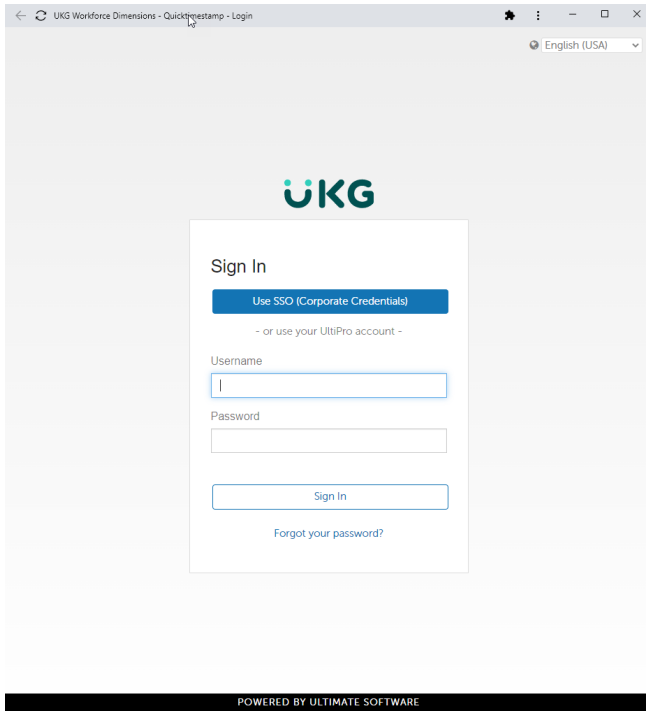 UKG Workforce Dimensions - Quicktimestamp - Login
English (USA)
UKG
Sign In
Use SSO (Corporate Credentials)
- or use your UltiPro account -
Username
Password
Sign In
Forgot your password?
POWERED BY ULTIMATE SOFTWARE